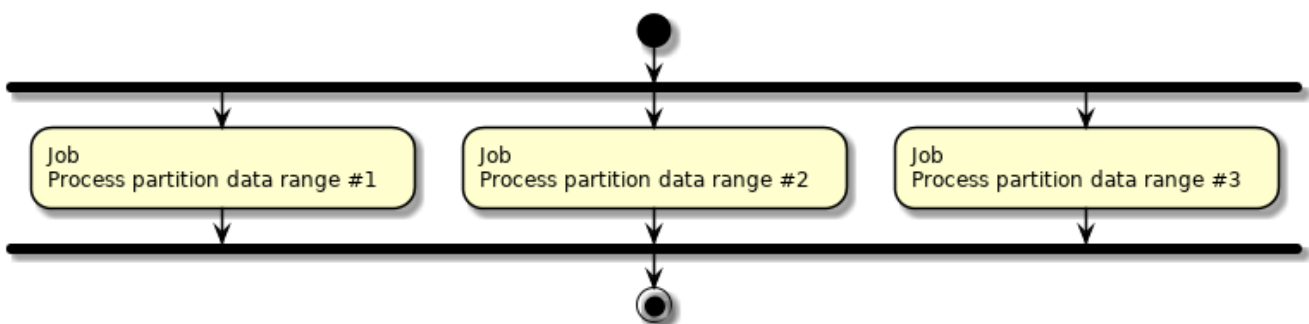 Job
Process partition data range #1
Job
Process partition data range #2
Job
Process partition data range #3